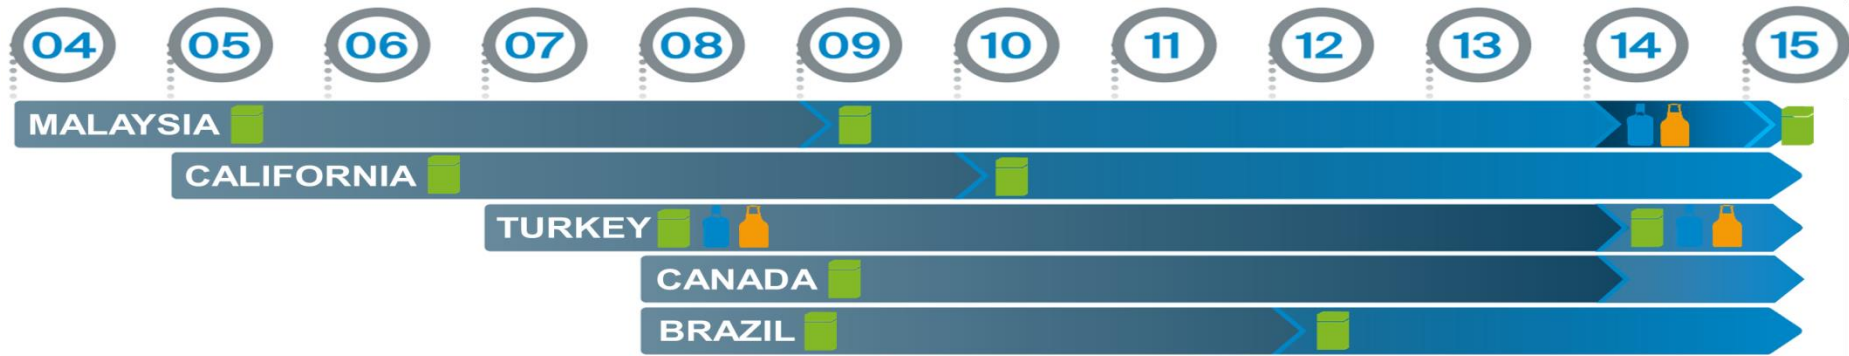 04 05 06 07 08 09 10 11 12 13 14 15
MALAYSIA
CALIFORNIA
TURKEY
CANADA
BRAZIL